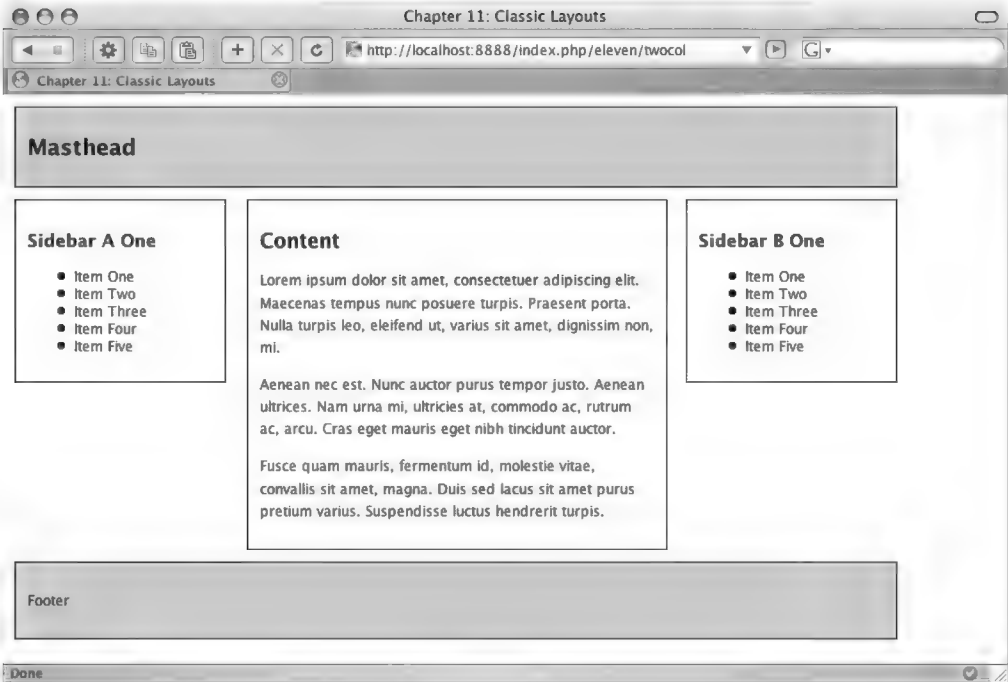 Chapter 11: Classic Layouts
http://localhost:8888/index.php/eleven/twocol
G
Chapter 11: Classic Layouts
Masthead
Sidebar A One
Item One
Item Two
Item Three
Item Four
Item Five
Content
Lorem ipsum dolor sit amet, consectetuer adipiscing elit.
Maecenas tempus nunc posuere turpis. Praesent porta.
Nulla turpis leo, eleifend ut, varius sit amet, dignissim non,
mi.
Aenean nec est. Nunc auctor purus tempor justo. Aenean
ultrices. Nam urna mi, ultricies at, commodo ac, rutrum
ac, arcu. Cras eget mauris eget nibh tincidunt auctor.
Fusce quam mauris, fermentum id, molestie vitae,
convallis sit amet, magna. Duis sed lacus sit amet purus
pretium varius. Suspendisse luctus hendrerit turpis.
Sidebar B One
Item One
Item Two
Item Three
Item Four
Item Five
Footer
Done